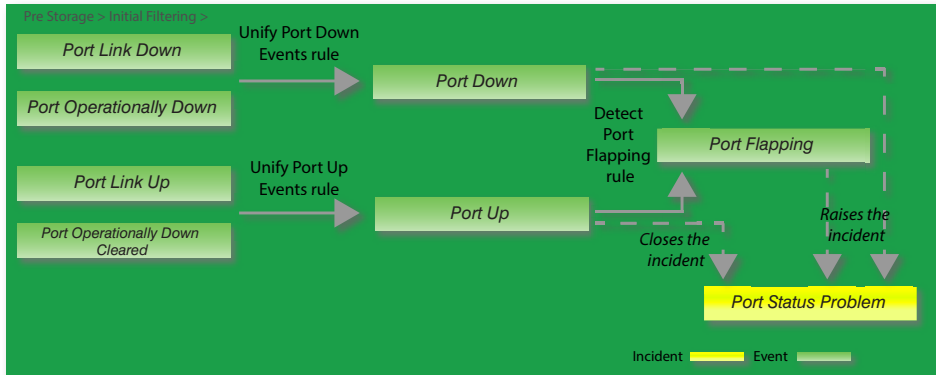 Pre Storage > Initial Filtering >
Port Link Down
Unify Port Down
Events rule
Port Down
Port Operationally Down
Detect
Port
Flapping
rule
Port Flapping
Port Link Up
Unify Port Up
Events rule
Port Up
Port Operationally Down
Cleared
Closes the
incident
Raises the
incident
Port Status Problem
Incident
Event